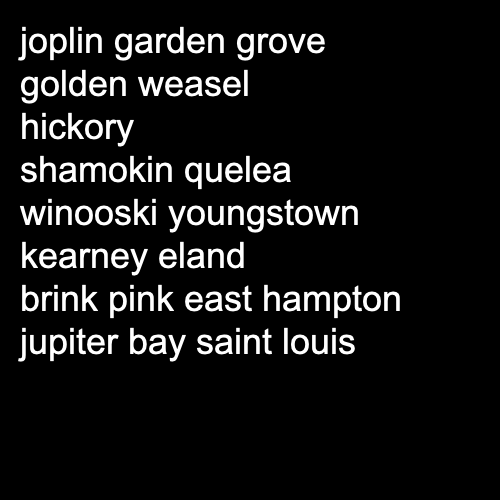 joplin garden grove
golden weasel
hickory
shamokin quelea
winooski youngstown
kearney eland
brink pink east hampton
jupiter bay saint louis